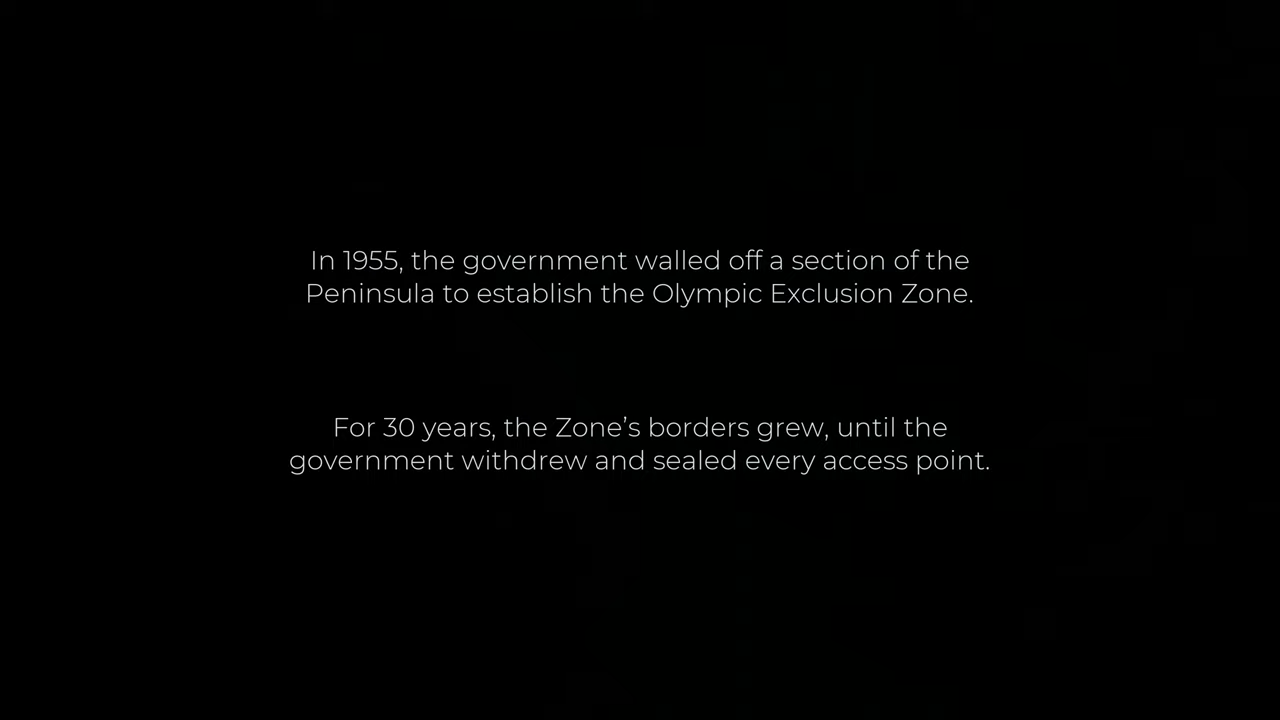 In 1955, the government walled off a section of the
Peninsula to establish the Olympic Exclusion Zone.
For 30 years, the Zone’s borders grew, until the
government withdrew and sealed every access point.